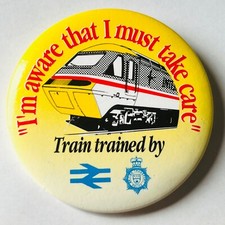 "I'm aware that I must take care"
Train trained by